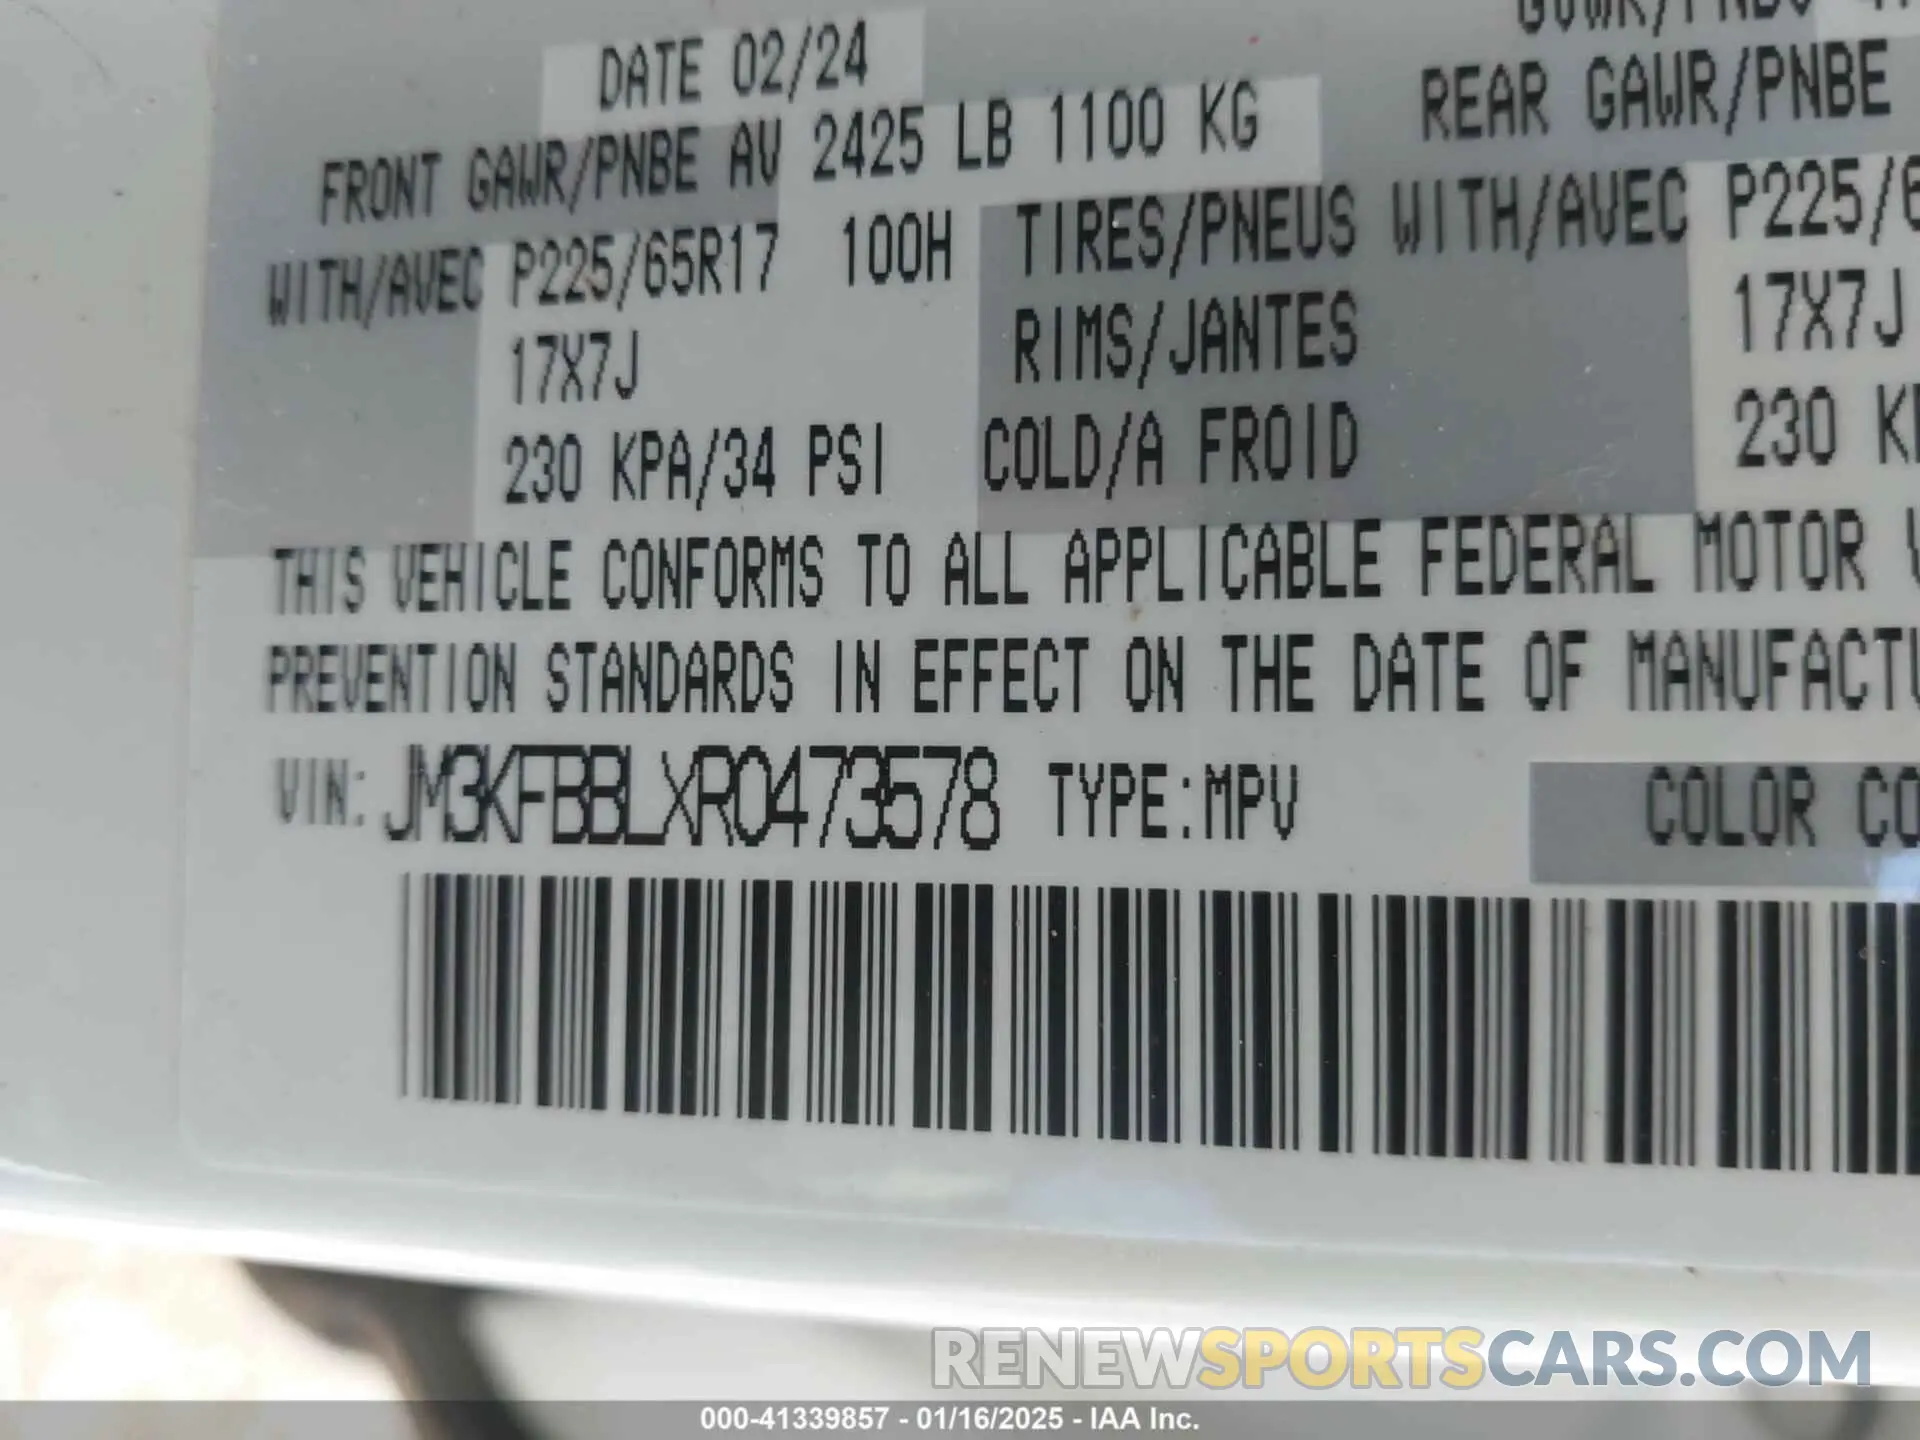 DATE 02/24
FRONT GAWR/PNBE AV 2425 LB 1100 KG REAR GAWR/PNBE
WITH/AVEC P225/65R17 100H TIRES/PNEUS WITH/AVEC P225/6
17X7J RIMS/JANTES 17X7J
230 KPA/34 PSI COLD/A FROID 230
THIS VEHICLE CONFORMS TO ALL APPLICABLE FEDERAL MOTOR
PREVENTION STANDARDS IN EFFECT ON THE DATE OF MANUFACTU
VIN: JM3KFBBLXR0473578 TYPE:MPV COLOR CO
RENEWSPORTSCARS.COM
000-41339857 - 01/16/2025 - IAA Inc.